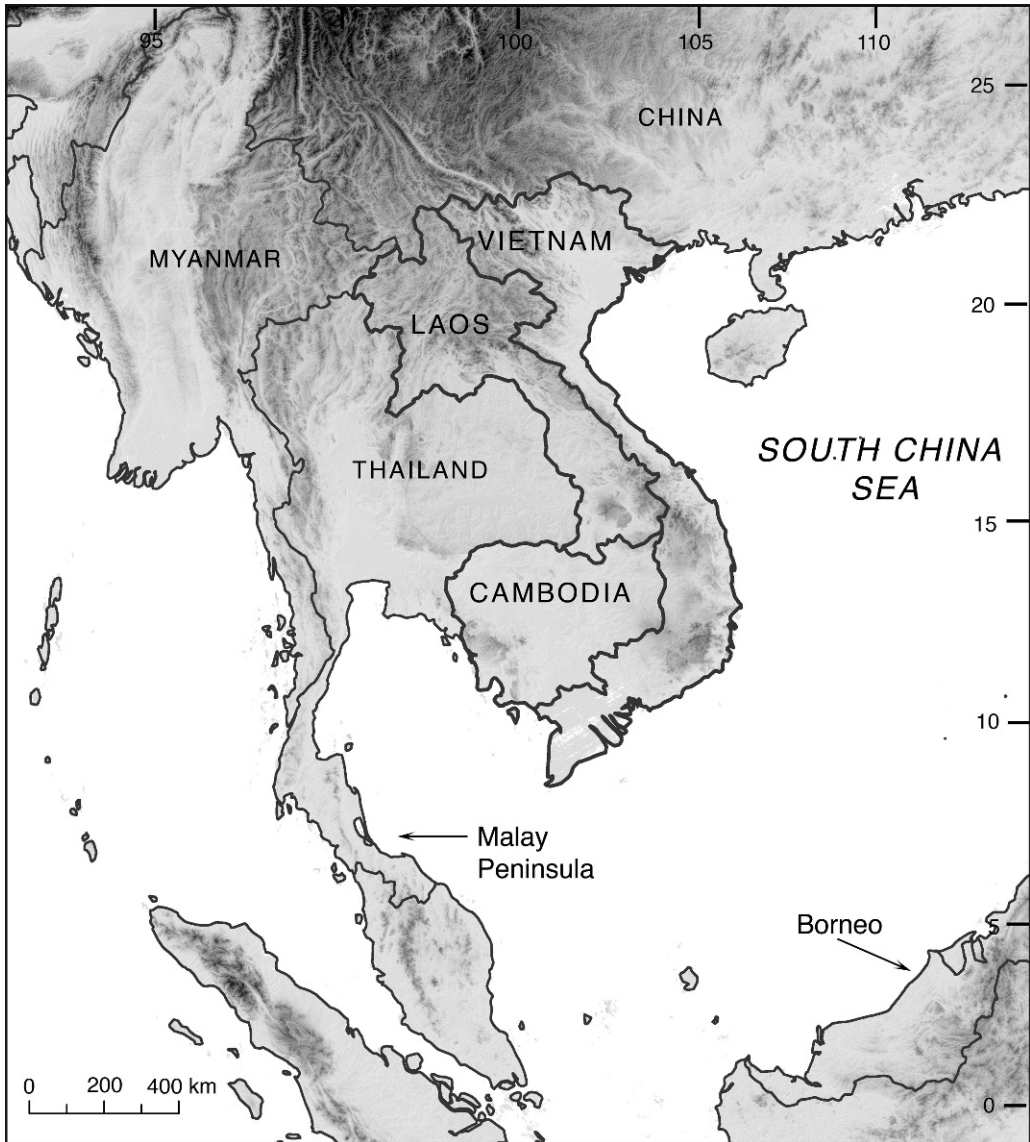 95
100
105
110
25
CHINA
VIETNAM
MYANMAR
20
LAOS
SOUTH CHINA
SEA
THAILAND
15
CAMBODIA
10
Malay
Peninsula
Borneo
5
0 200 400 km
0